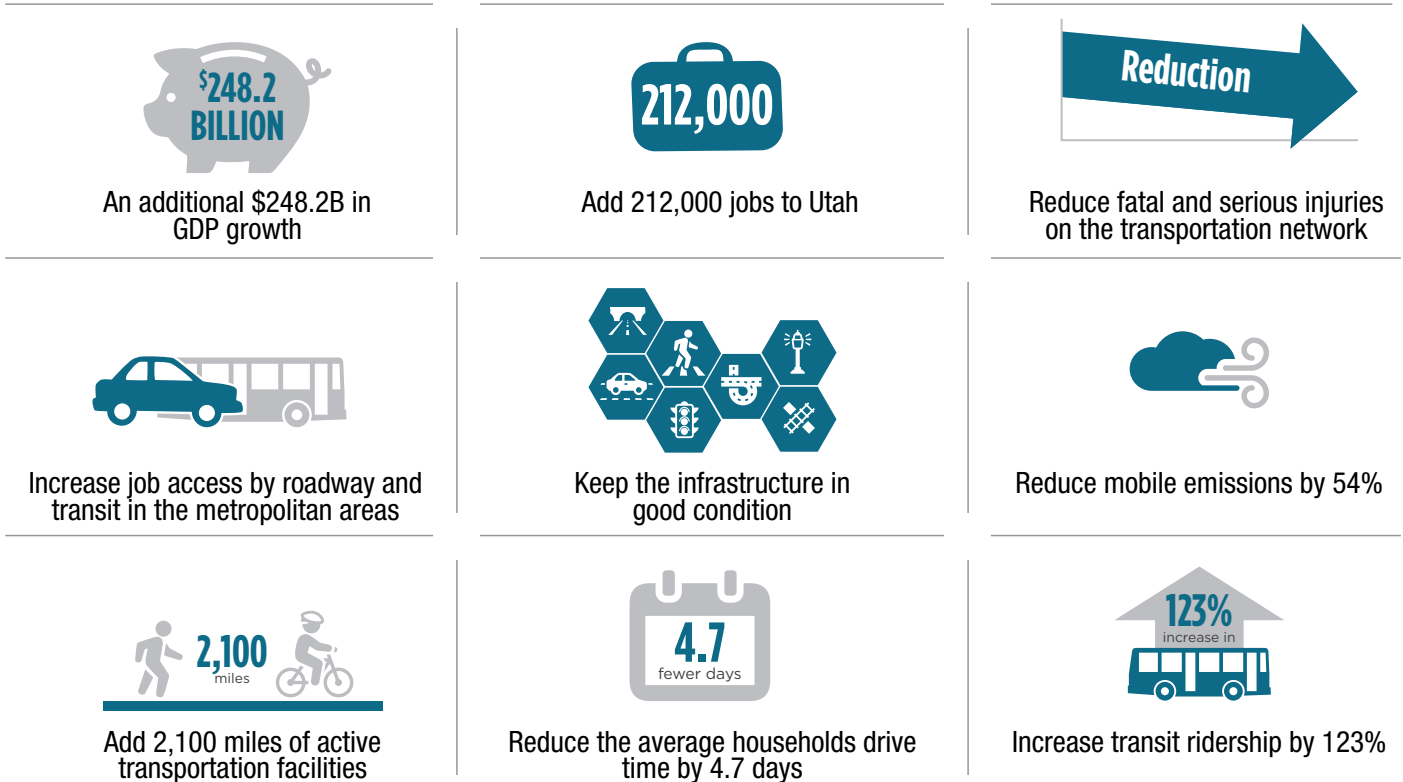 $248.2
BILLION
An additional $248.2B in
GDP growth
212,000
Add 212,000 jobs to Utah
Reduction
Reduce fatal and serious injuries
on the transportation network
Increase job access by roadway and
transit in the metropolitan areas
Keep the infrastructure in
good condition
Reduce mobile emissions by 54%
2,100
miles
Add 2,100 miles of active
transportation facilities
4.7
fewer days
Reduce the average households drive
time by 4.7 days
123%
increase in
Increase transit ridership by 123%